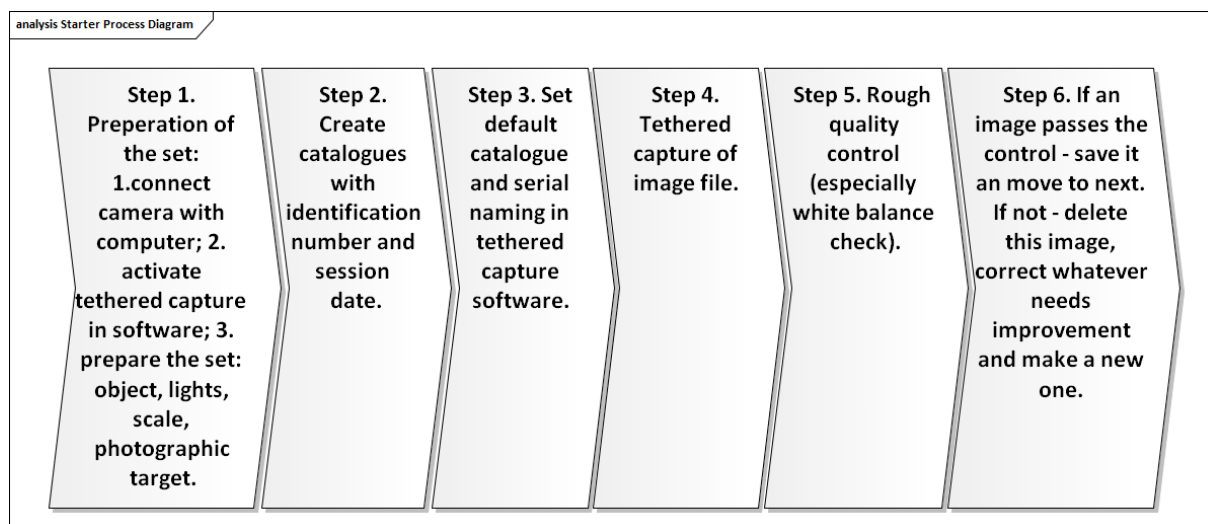 analysis Starter Process Diagram
Step 1.
Preperation of
the set:
1.connect
camera with
computer; 2.
activate
tethered capture
in software; 3.
prepare the set:
object, lights,
scale,
photographic
target.
Step 2.
Create
catalogues
with
identification
number and
session
date.
Step 3. Set
default
catalogue
and serial
naming in
tethered
capture
software.
Step 4.
Tethered
capture of
image file.
Step 5. Rough
quality
control
(especially
white balance
check).
Step 6. If an
image passes the
control - save it
an move to next.
If not - delete
this image,
correct whatever
needs
improvement
and make a new
one.